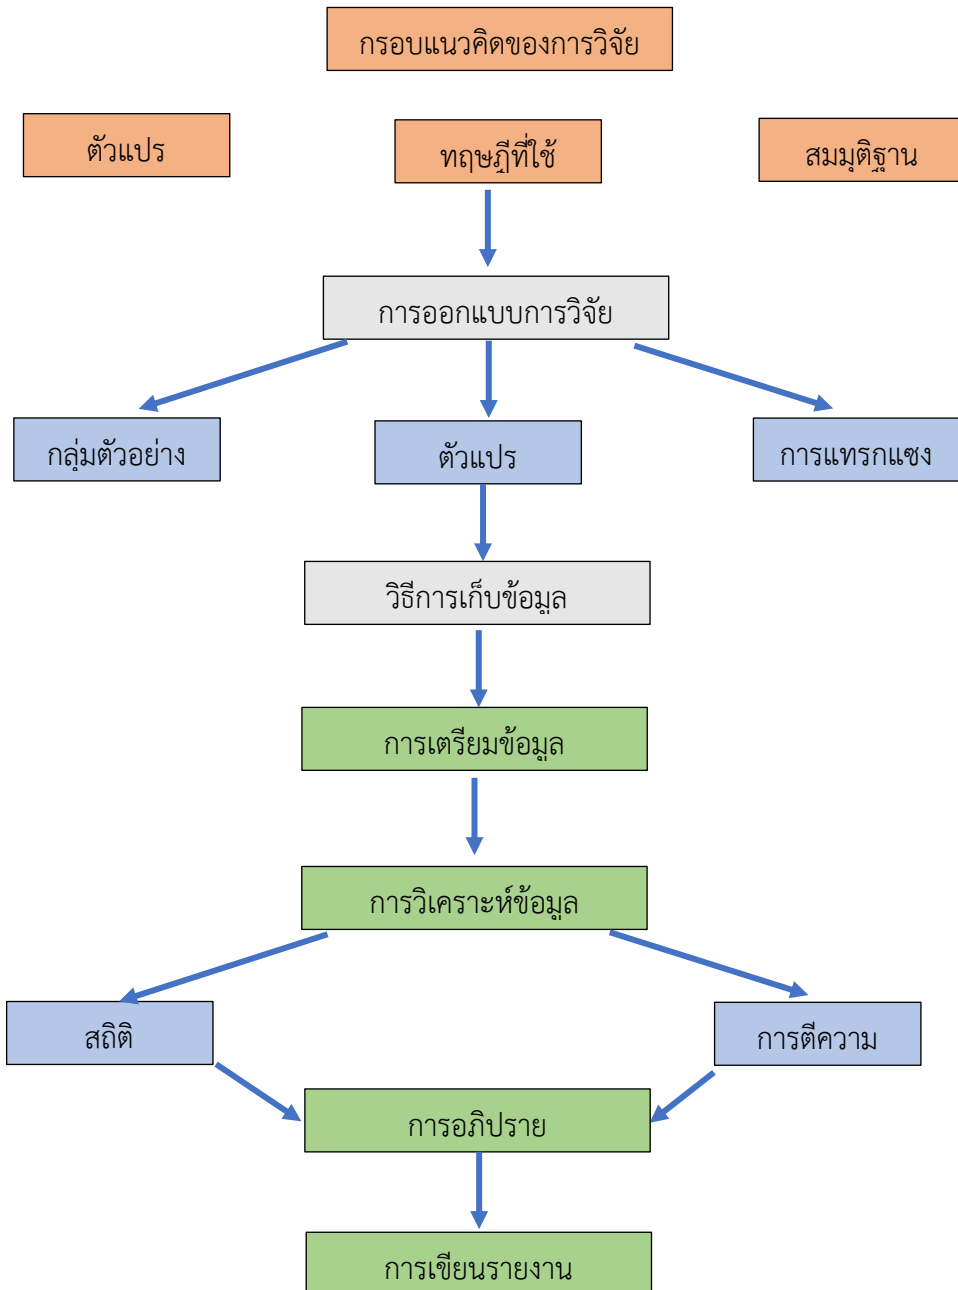 กรอบแนวคิดของการวิจัย
ตัวแปร
ทฤษฎีที่ใช้
สมมุติฐาน
การออกแบบการวิจัย
กลุ่มตัวอย่าง
ตัวแปร
การแทรกแซง
วิธีการเก็บข้อมูล
การเตรียมข้อมูล
การวิเคราะห์ข้อมูล
สถิติ
การตีความ
การอภิปราย
การเขียนรายงาน